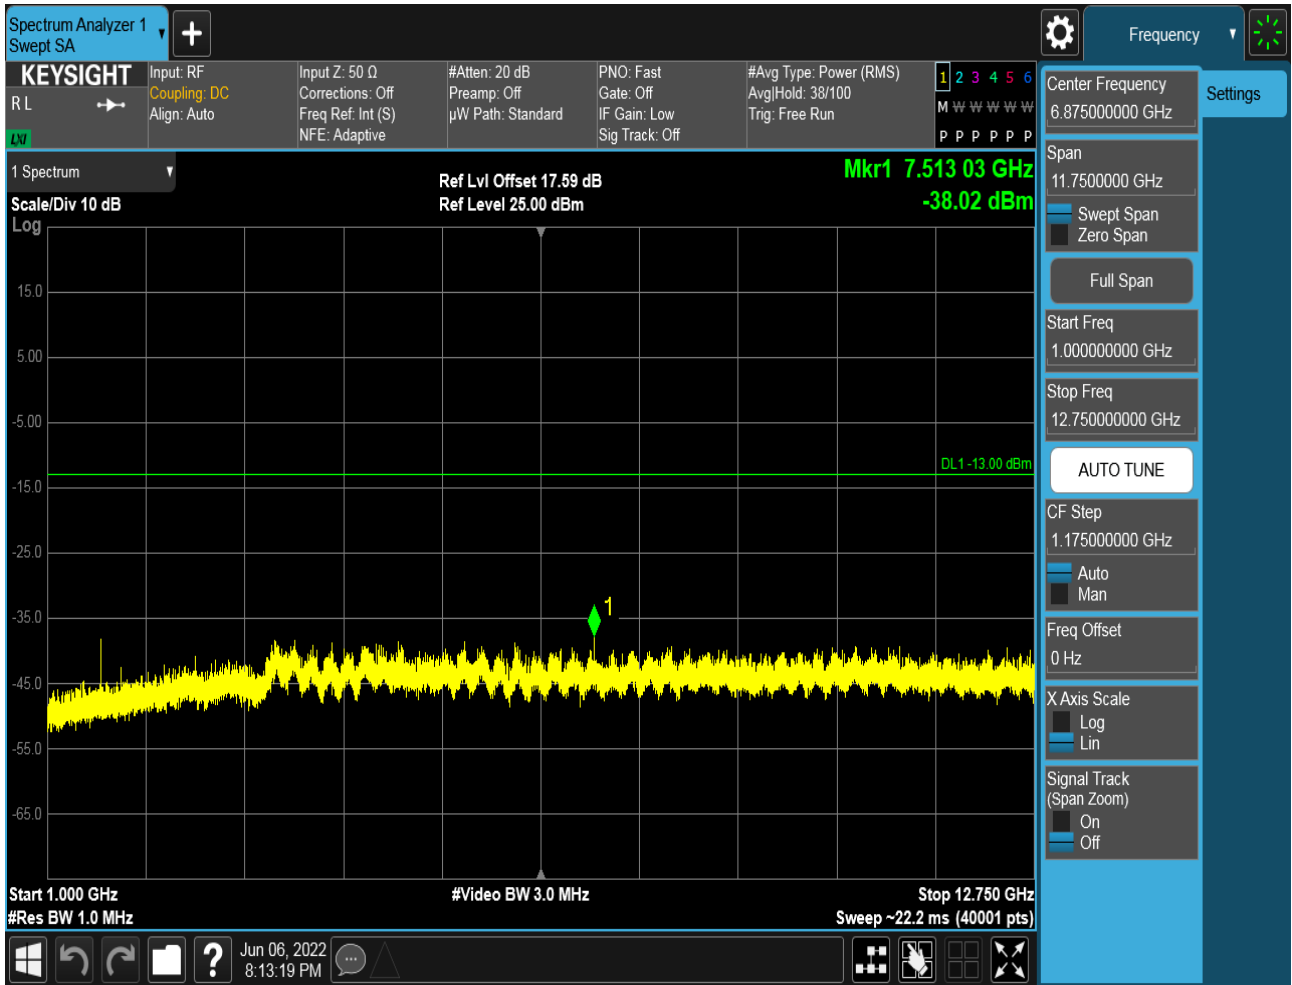 Spectrum Analyzer 1
Swept SA
Frequency
KEYSIGHT
R L
LXI
Input: RF
Coupling: DC
Align: Auto
Input Z: 50 Ω
Corrections: Off
Freq Ref: Int (S)
NFE: Adaptive
#Atten: 20 dB
Preamp: Off
µW Path: Standard
PNO: Fast
Gate: Off
IF Gain: Low
Sig Track: Off
#Avg Type: Power (RMS)
Avg|Hold: 38/100
Trig: Free Run
1 2 3 4 5 6
M W W W W W
P P P P P P
1 Spectrum
Scale/Div 10 dB
Log
Ref Lvl Offset 17.59 dB
Ref Level 25.00 dBm
Mkr1 7.513 03 GHz
-38.02 dBm
15.0
5.00
-5.00
DL1 -13.00 dBm
-15.0
-25.0
-35.0
1
-45.0
-55.0
-65.0
Start 1.000 GHz
#Res BW 1.0 MHz
#Video BW 3.0 MHz
Stop 12.750 GHz
Sweep ~22.2 ms (40001 pts)
Jun 06, 2022
8:13:19 PM
Center Frequency
6.875000000 GHz
Settings
Span
11.7500000 GHz
Swept Span
Zero Span
Full Span
Start Freq
1.000000000 GHz
Stop Freq
12.750000000 GHz
AUTO TUNE
CF Step
1.175000000 GHz
Auto
Man
Freq Offset
0 Hz
X Axis Scale
Log
Lin
Signal Track
(Span Zoom)
On
Off